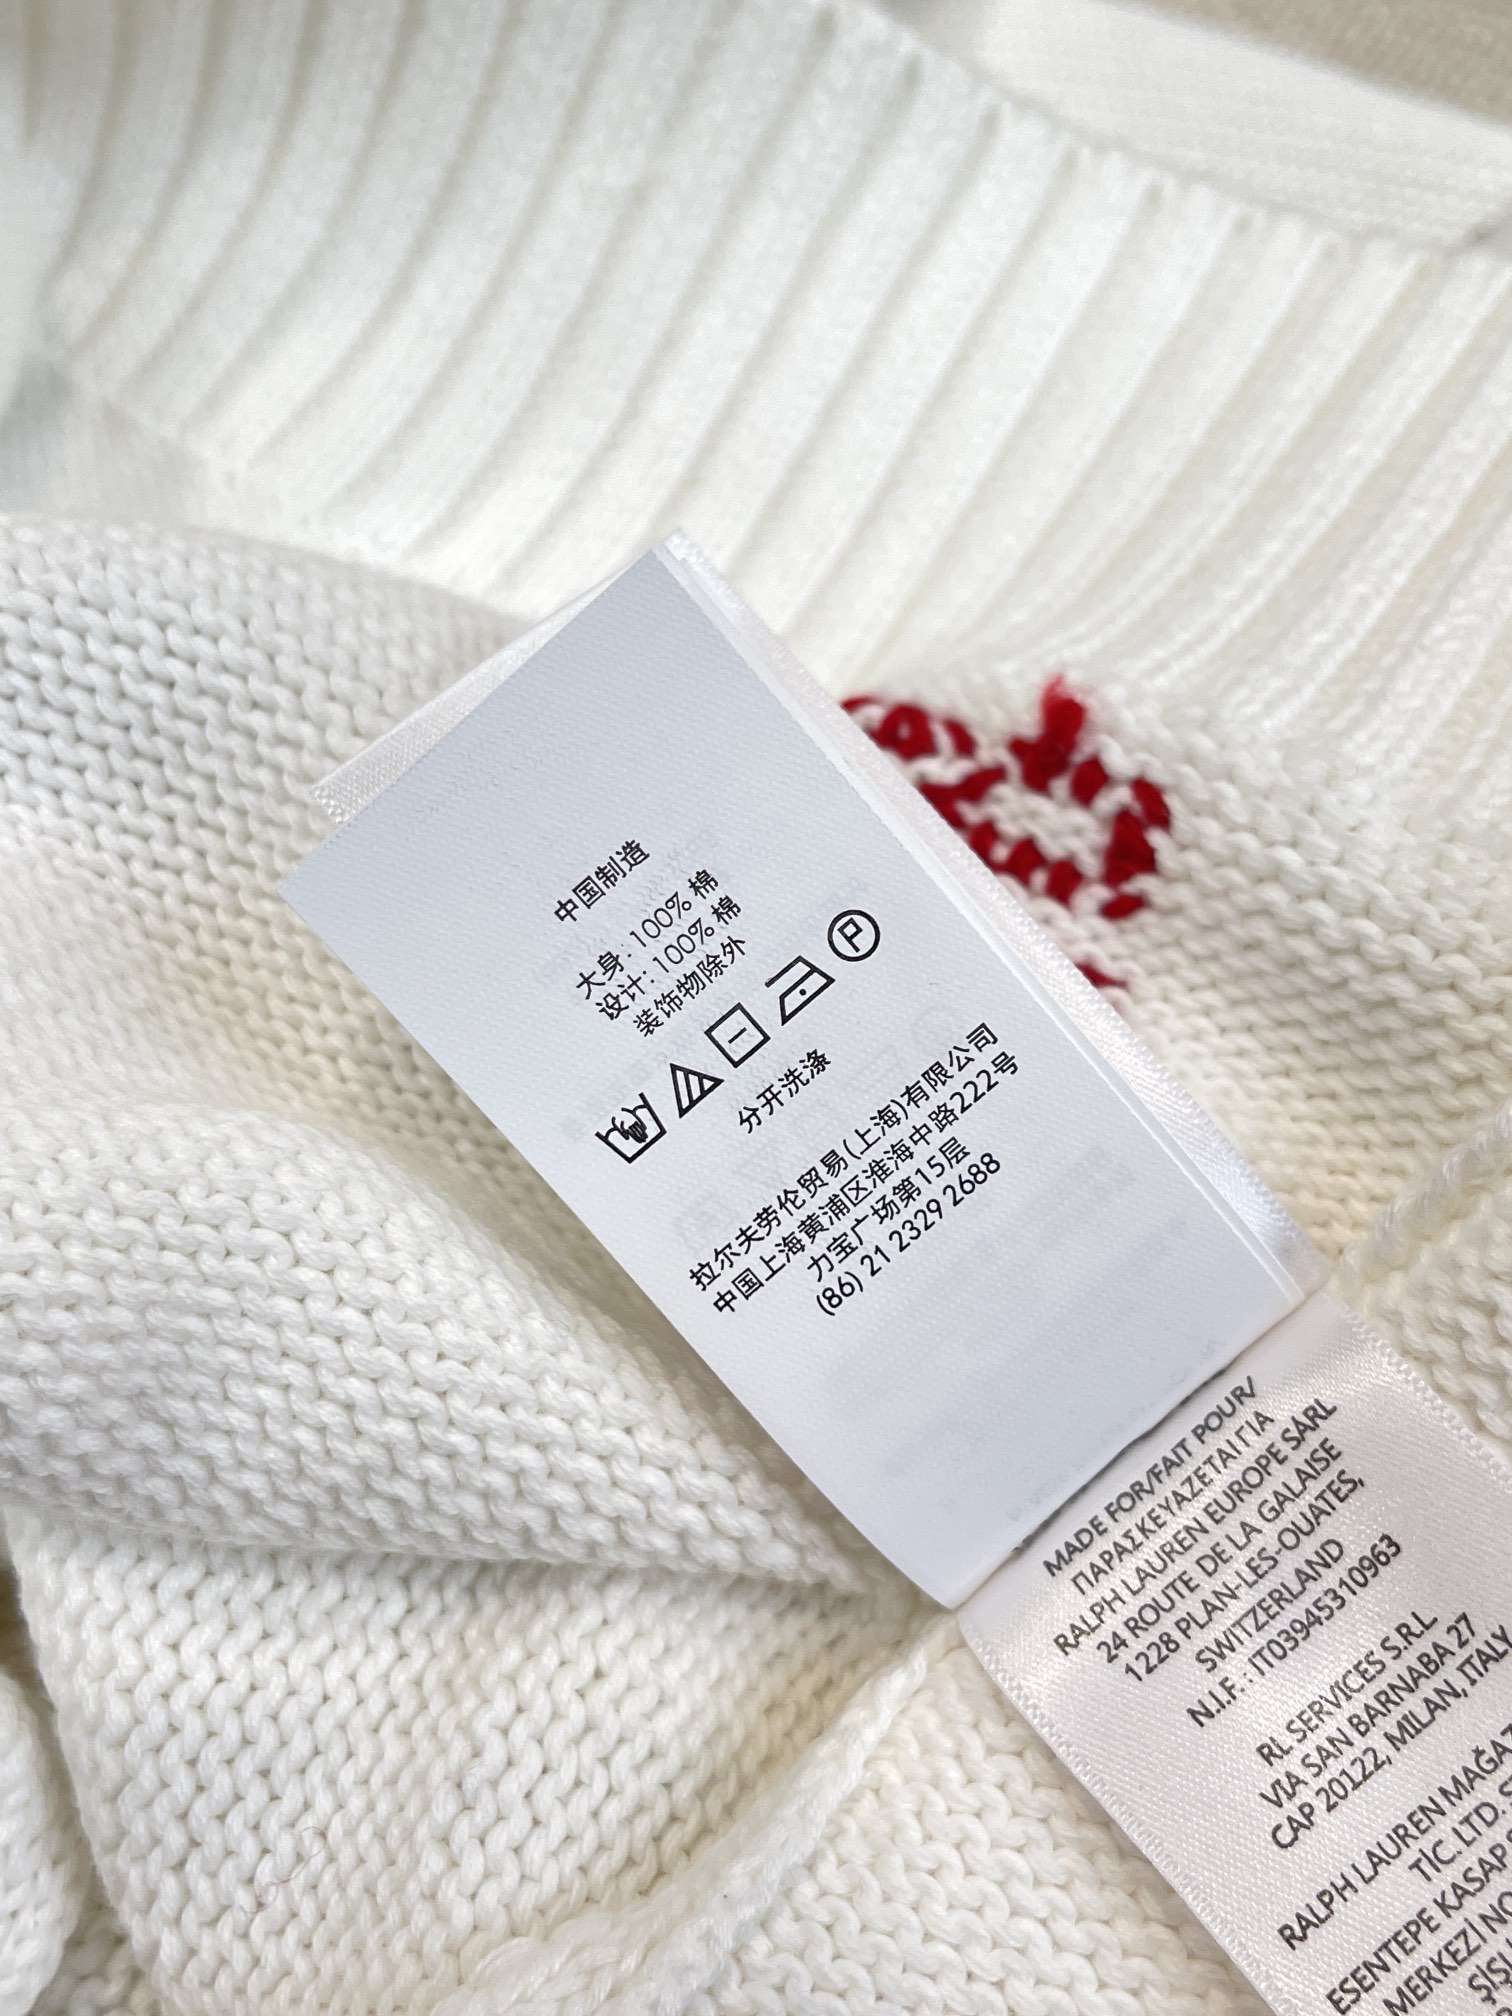 中国制造
大身: 100% 棉
设计: 100% 棉
装饰物除外
P
分开洗涤
拉尔夫劳伦贸易(上海)有限公司
中国上海黄浦区淮海中路222号
力宝广场第15层
(86) 21 2329 2688
MADE FOR/FAIT POUR/
ΠΑΡΑΣΚΕΥΑΖΕΤΑΙ ΓΙΑ
RALPH LAUREN EUROPE SARL
24 ROUTE DE LA GALAISE
1228 PLAN-LES-OUATES,
SWITZERLAND
N.I.F.: IT03945310963
RL SERVICES S.R.L
VIA SAN BARNABA 27
CAP 20122, MILAN, ITALY
RALPH LAUREN MAĞAZ
TİC. LTD. Ş
ESENTEPE KASAP
MERKEZİ NO